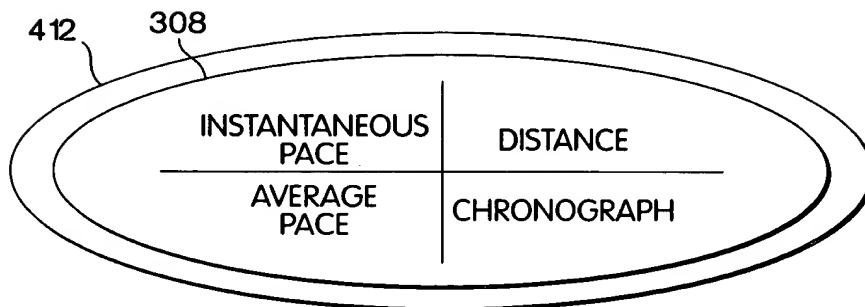 412
308
INSTANTANEOUS
PACE
DISTANCE
AVERAGE
PACE
CHRONOGRAPH